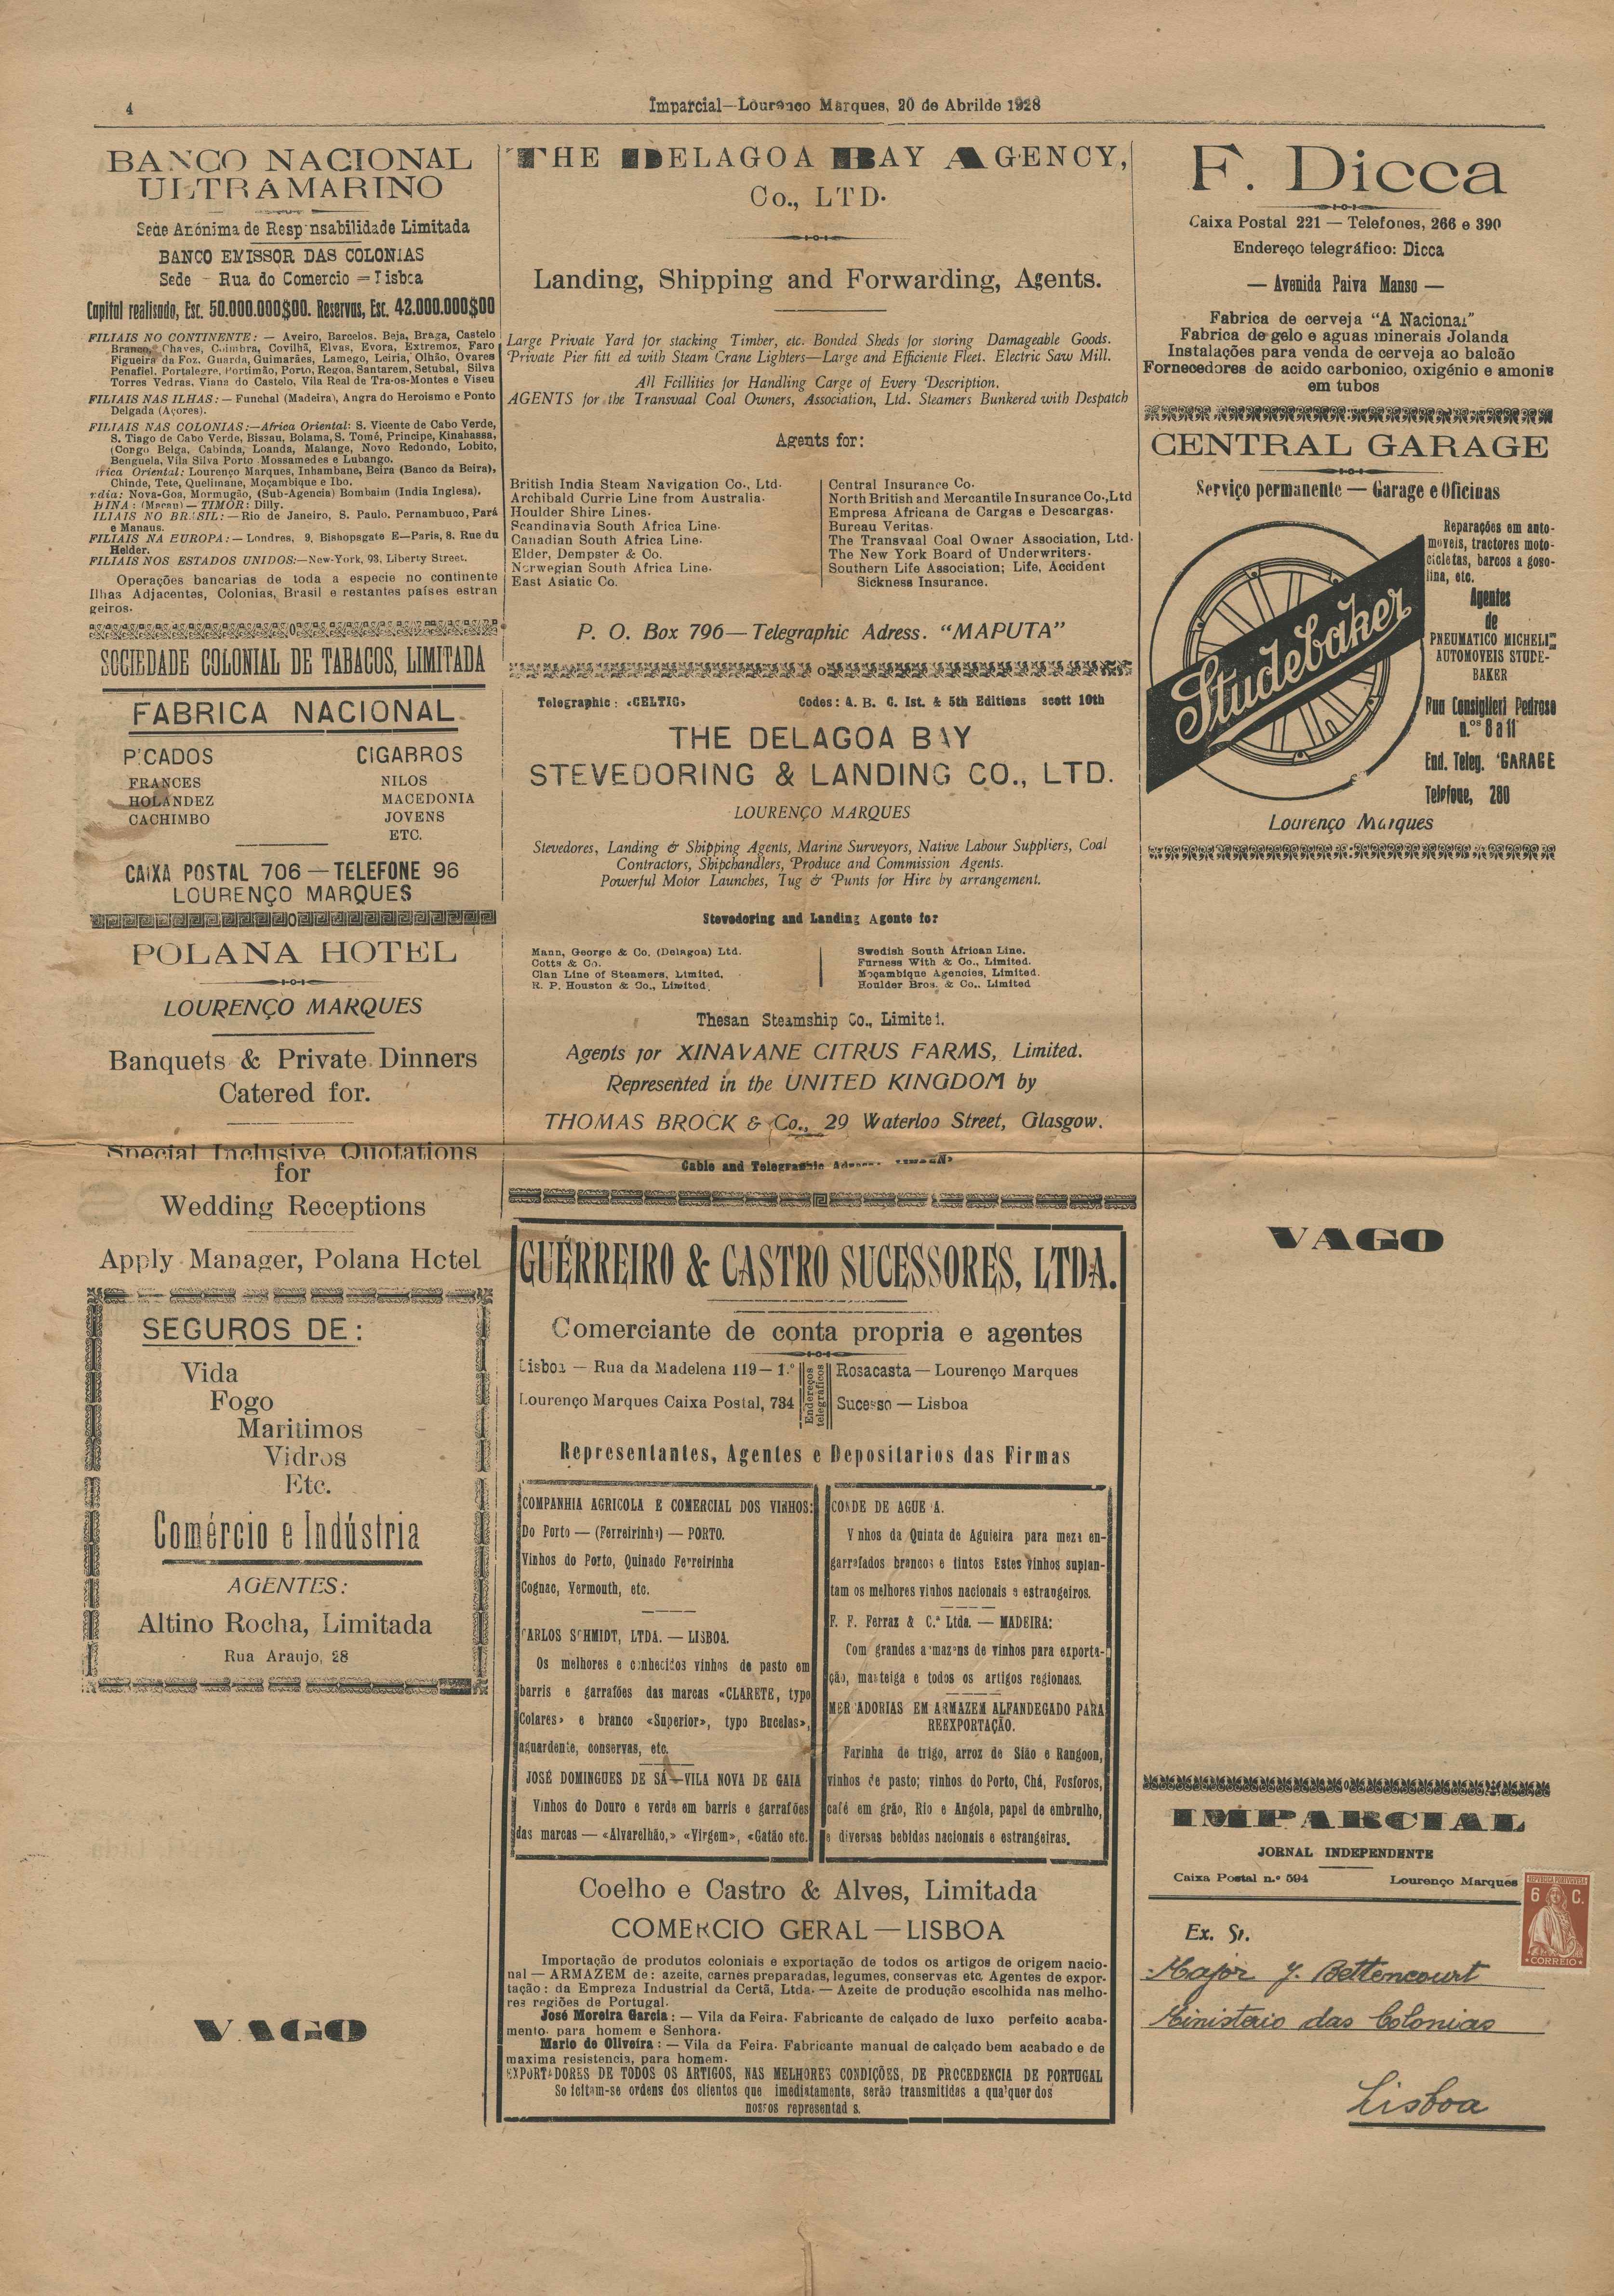 4
Imparcial—Lourenco Marques, 20 de Abrilde 1928
BANCO NACIONAL
ULTRAMARINO
Sede Anónima de Resp nsabilidade Limitada
BANCO EMISSOR DAS COLONIAS
Sede – Rua do Comercio = Lisboa
Capital realisado, Esc. 50.000.000$00. Reservas, Esc. 42.000.000$00
FILIAIS NO CONTINENTE: — Aveiro, Barcelos. Beja, Braga, Castelo
Branco, Chaves, Coimbra, Covilhã, Elvas, Evora, Extremoz, Faro
Figueira da Foz. Guarda, Guimarães, Lamego, Leiria, Olhão, Ovares
Penafiel. Portalegre, Portimão, Porto, Regoa, Santarem, Setubal, Silva
Torres Vedras, Viana do Castelo, Vila Real de Tra-os-Montes e Viseu
FILIAIS NAS ILHAS: — Funchal (Madeira), Angra do Heroismo e Ponto
Delgada (Açores).
FILIAIS NAS COLONIAS:—Africa Oriental: S. Vicente de Cabo Verde,
S. Tiago de Cabo Verde, Bissau, Bolama, S. Tomé, Principe, Kinahassa,
(Congo Belga, Cabinda, Loanda, Malange, Novo Redondo, Lobito,
Benguela, Vila Silva Porto Mossamedes e Lubango.
frica Oriental: Lourenço Marques, Inhambane, Beira (Banco da Beira),
Chinde, Tete, Quelimane, Moçambique e Ibo.
ndia: Nova-Goa, Mormugão, (Sub-Agencia) Bombaim (India Inglesa).
HINA: (Macau) — TIMOR: Dilly.
ILIAIS NO BRASIL: — Rio de Janeiro, S. Paulo, Pernambuco, Pará
e Manaus.
FILIAIS NA EUROPA: — Londres, 9, Bishopsgate E—Paris, 8. Rue du
Helder.
FILIAIS NOS ESTADOS UNIDOS:—New-York, 93, Liberty Street.
Operações bancarias de toda a especie no continente
Ilhas Adjacentes, Colonias, Brasil e restantes países estran
geiros.
SOCIEDADE COLONIAL DE TABACOS, LIMITADA
FABRICA NACIONAL
P'CADOS
FRANCES
HOLANDEZ
CACHIMBO
CIGARROS
NILOS
MACEDONIA
JOVENS
ETC.
CAIXA POSTAL 706 — TELEFONE 96
LOURENÇO MARQUES
POLANA HOTEL
LOURENÇO MARQUES
Banquets & Private Dinners
Catered for.
Special Inclusive Quotations
for
Wedding Receptions
Apply Manager, Polana Hotel
SEGUROS DE:
Vida
Fogo
Maritimos
Vidros
Etc.
Comércio e Indústria
AGENTES:
Altino Rocha, Limitada
Rua Araujo, 28
VAGO
THE DELAGOA BAY AGENCY,
Co., LTD.
Landing, Shipping and Forwarding, Agents.
Large Private Yard for stacking Timber, etc. Bonded Sheds for storing Damageable Goods.
Private Pier fitt ed with Steam Crane Lighters—Large and Efficiente Fleet. Electric Saw Mill.
All Fcillities for Handling Carge of Every Description.
AGENTS for the Transvaal Coal Owners, Association, Ltd. Steamers Bunkered with Despatch
Agents for:
British India Steam Navigation Co., Ltd.
Archibald Currie Line from Australia.
Houlder Shire Lines.
Scandinavia South Africa Line.
Canadian South Africa Line.
Elder, Dempster & Co.
Norwegian South Africa Line.
East Asiatic Co.
Central Insurance Co.
North British and Mercantile Insurance Co., Ltd
Empresa Africana de Cargas e Descargas.
Bureau Veritas.
The Transvaal Coal Owner Association, Ltd.
The New York Board of Underwriters.
Southern Life Association; Life, Accident
Sickness Insurance.
P. O. Box 796— Telegraphic Adress. "MAPUTA"
Telegraphic: «CELTIC» Codes: A. B. C. Ist. & 5th Editions scott 10th
THE DELAGOA BAY
STEVEDORING & LANDING CO., LTD.
LOURENÇO MARQUES
Stevedores, Landing & Shipping Agents, Marine Surveyors, Native Labour Suppliers, Coal
Contractors, Shipchandlers, Produce and Commission Agents.
Powerful Motor Launches, Tug & Punts for Hire by arrangement.
Stevedoring and Landing Agente for
Mann, George & Co. (Delagoa) Ltd.
Cotts & Co.
Clan Line of Steamers, Limited,
R. P. Houston & Co., Limited.
Swedish South African Line.
Furness With & Co., Limited.
Moçambique Agencies, Limited.
Houlder Bros. & Co., Limited
Thesan Steamship Co., Limited.
Agents for XINAVANE CITRUS FARMS, Limited.
Represented in the UNITED KINGDOM by
THOMAS BROCK & Co., 29 Waterloo Street, Glasgow.
Cable and Telegraphic
GUERREIRO & CASTRO SUCESSORES, LTDA.
Comerciante de conta propria e agentes
Lisboa — Rua da Madelena 119— 1.º
Lourenço Marques Caixa Postal, 734
Endereços
telegraficos
Rosacasta — Lourenço Marques
Sucesso — Lisboa
Representantes, Agentes e Depositarios das Firmas
COMPANHIA AGRICOLA E COMERCIAL DOS VINHOS:
Do Porto — (Ferreirinha) — PORTO.
Vinhos do Porto, Quinado Ferreirinha
Cognac, Vermouth, etc.
CARLOS SCHMIDT, LTDA. — LISBOA.
Os melhores e conhecidos vinhos de pasto em
barris e garrafões das marcas «CLARETE, typo
Colares» e branco «Superior», typo Bucelas»,
aguardente, conservas, etc.
JOSÉ DOMINGUES DE SÁ—VILA NOVA DE GAIA
Vinhos do Douro e verde em barris e garrafões
das marcas — «Alvarelhão,» «Virgem», «Gatão etc.
CONDE DE AGUE A.
V nhos da Quinta de Aguieira para meza en-
garrafados brancos e tintos Estes vinhos suplan-
tam os melhores vinhos nacionais e estrangeiros.
F. F. Ferraz & C.ª Ltda. — MADEIRA:
Com grandes armazens de vinhos para exporta-
ção, manteiga e todos os artigos regionaes.
MER ADORIAS EM ARMAZEM ALFANDEGADO PARA
REEXPORTAÇÃO.
Farinha de trigo, arroz de Sião e Rangoon,
vinhos de pasto; vinhos do Porto, Chá, Fosforos,
café em grão, Rio e Angola, papel de embrulho,
e diversas bebidas nacionais e estrangeiras.
Coelho e Castro & Alves, Limitada
COMERCIO GERAL — LISBOA
Importação de produtos coloniais e exportação de todos os artigos de origem nacio-
nal — ARMAZEM de: azeite, carnes preparadas, legumes, conservas etc. Agentes de expor-
tação: da Empreza Industrial da Certã, Ltda. — Azeite de produção escolhida nas melho-
res regiões de Portugal.
José Moreira Garcia: — Vila da Feira. Fabricante de calçado de luxo perfeito acaba-
mento, para homem e Senhora.
Mario de Oliveira: — Vila da Feira. Fabricante manual de calçado bem acabado e de
maxima resistencia, para homem.
EXPORTADORES DE TODOS OS ARTIGOS, NAS MELHORES CONDIÇÕES, DE PROCEDENCIA DE PORTUGAL
So icitam-se ordens dos clientes que imediatamente, serão transmitidas a qualquer dos
nossos representad s.
F. Dicca
Caixa Postal 221 — Telefones, 266 e 390
Endereço telegráfico: Dicca
— Avenida Paiva Manso —
Fabrica de cerveja "A Nacional"
Fabrica de gelo e aguas minerais Jolanda
Instalações para venda de cerveja ao balcão
Fornecedores de acido carbonico, oxigénio e amonia
em tubos
CENTRAL GARAGE
Serviço permanente — Garage e Oficinas
Studebaker
Reparações em auto-
moveis, tractores moto-
cicletas, barcos a goso-
lina, etc.
Agentes
de
PNEUMATICO MICHELIN
AUTOMOVEIS STUDE-
BAKER
Rua Consiglieri Pedroso
n.os 8 a 11
End. Teleg. 'GARAGE
Telefone, 280
Lourenço Marques
VAGO
IMPARCIAL
JORNAL INDEPENDENTE
Caixa Postal n.º 594 Lourenço Marques
REPUBLICA PORTUGUESA
6 C.
CORREIO
Ex. Sr.
Major J. Bettencourt
Ministerio das Colonias
Lisboa